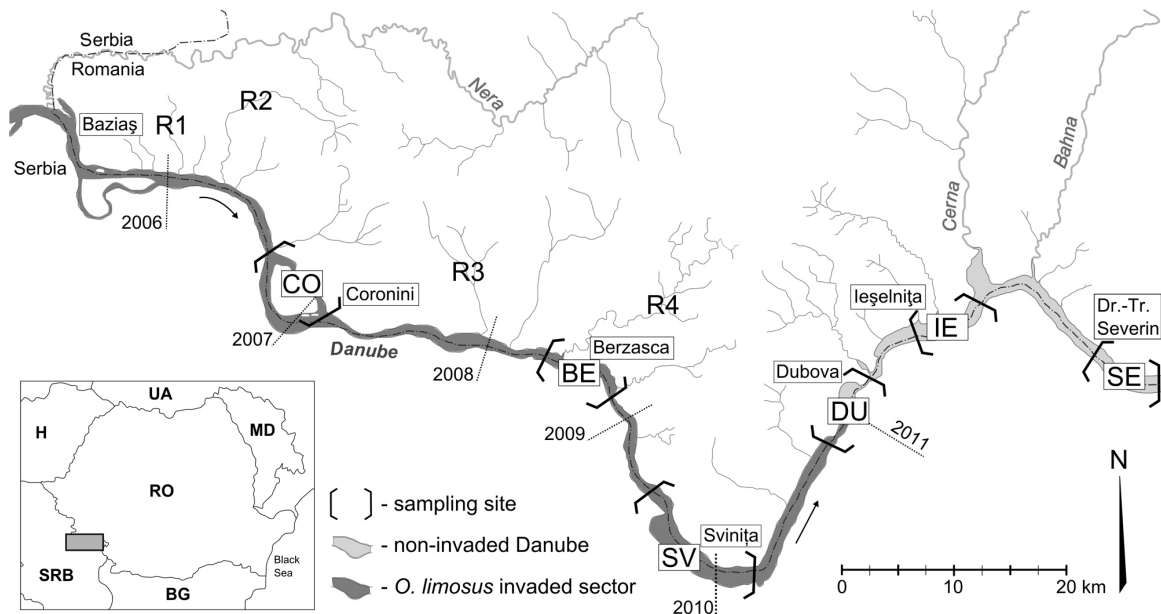 Serbia
Romania
Nera
Baziaş
R1
R2
Serbia
2006
Cerna
Bahna
CO
Coronini
R3
R4
Ieşelniţa
IE
Dr.-Tr.
Severin
2007
Danube
2008
BE
Berzasca
Dubova
DU
SE
2009
2011
UA
H
MD
RO
SRB
BG
Black
Sea
[ ] - sampling site
- non-invaded Danube
- O. limosus invaded sector
SV
Sviniţa
2010
N
0 10 20
km